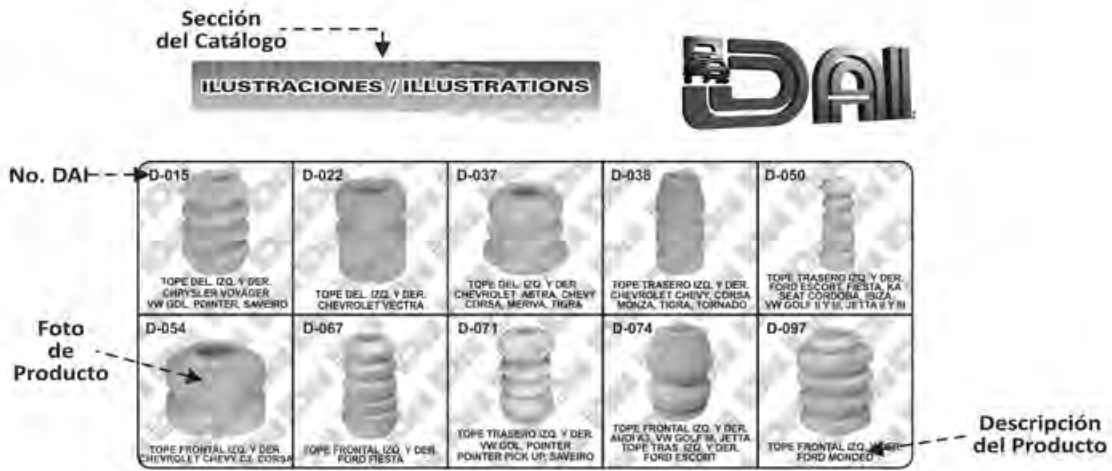 Sección
del Catálogo
ILUSTRACIONES / ILLUSTRATIONS
DAI
No. DAI
D-015
TOPE DEL. IZQ. Y DER.
CHRYSLER VOYAGER
VW GOL, POINTER, SAVEIRO
D-022
TOPE DEL. IZQ. Y DER.
CHEVROLET VECTRA
D-037
TOPE DEL. IZQ. Y DER
CHEVROLET ASTRA, CHEVY
CORSA, MERIVA, TIGRA
D-038
TOPE TRASERO IZQ. Y DER.
CHEVROLET CHEVY, CORSA
MONZA, TIGRA, TORNADO
D-050
TOPE TRASERO IZQ. Y DER.
FORD ESCORT, FIESTA, KA
SEAT CORDOBA, IBIZA,
VW GOLF II Y III, JETTA II Y III
Foto
de
Producto
D-054
TOPE FRONTAL IZQ. Y DER
CHEVROLET CHEVY C2, CORSA
D-067
TOPE FRONTAL IZQ. Y DER.
FORD FIESTA
D-071
TOPE TRASERO IZQ. Y DER.
VW GOL, POINTER
POINTER PICK UP, SAVEIRO
D-074
TOPE FRONTAL IZQ. Y DER.
AUDI A3, VW GOLF III, JETTA
TOPE TRAS. IZQ. Y DER.
FORD ESCORT
D-097
TOPE FRONTAL IZQ. Y DER.
FORD MONDEO
Descripción
del Producto